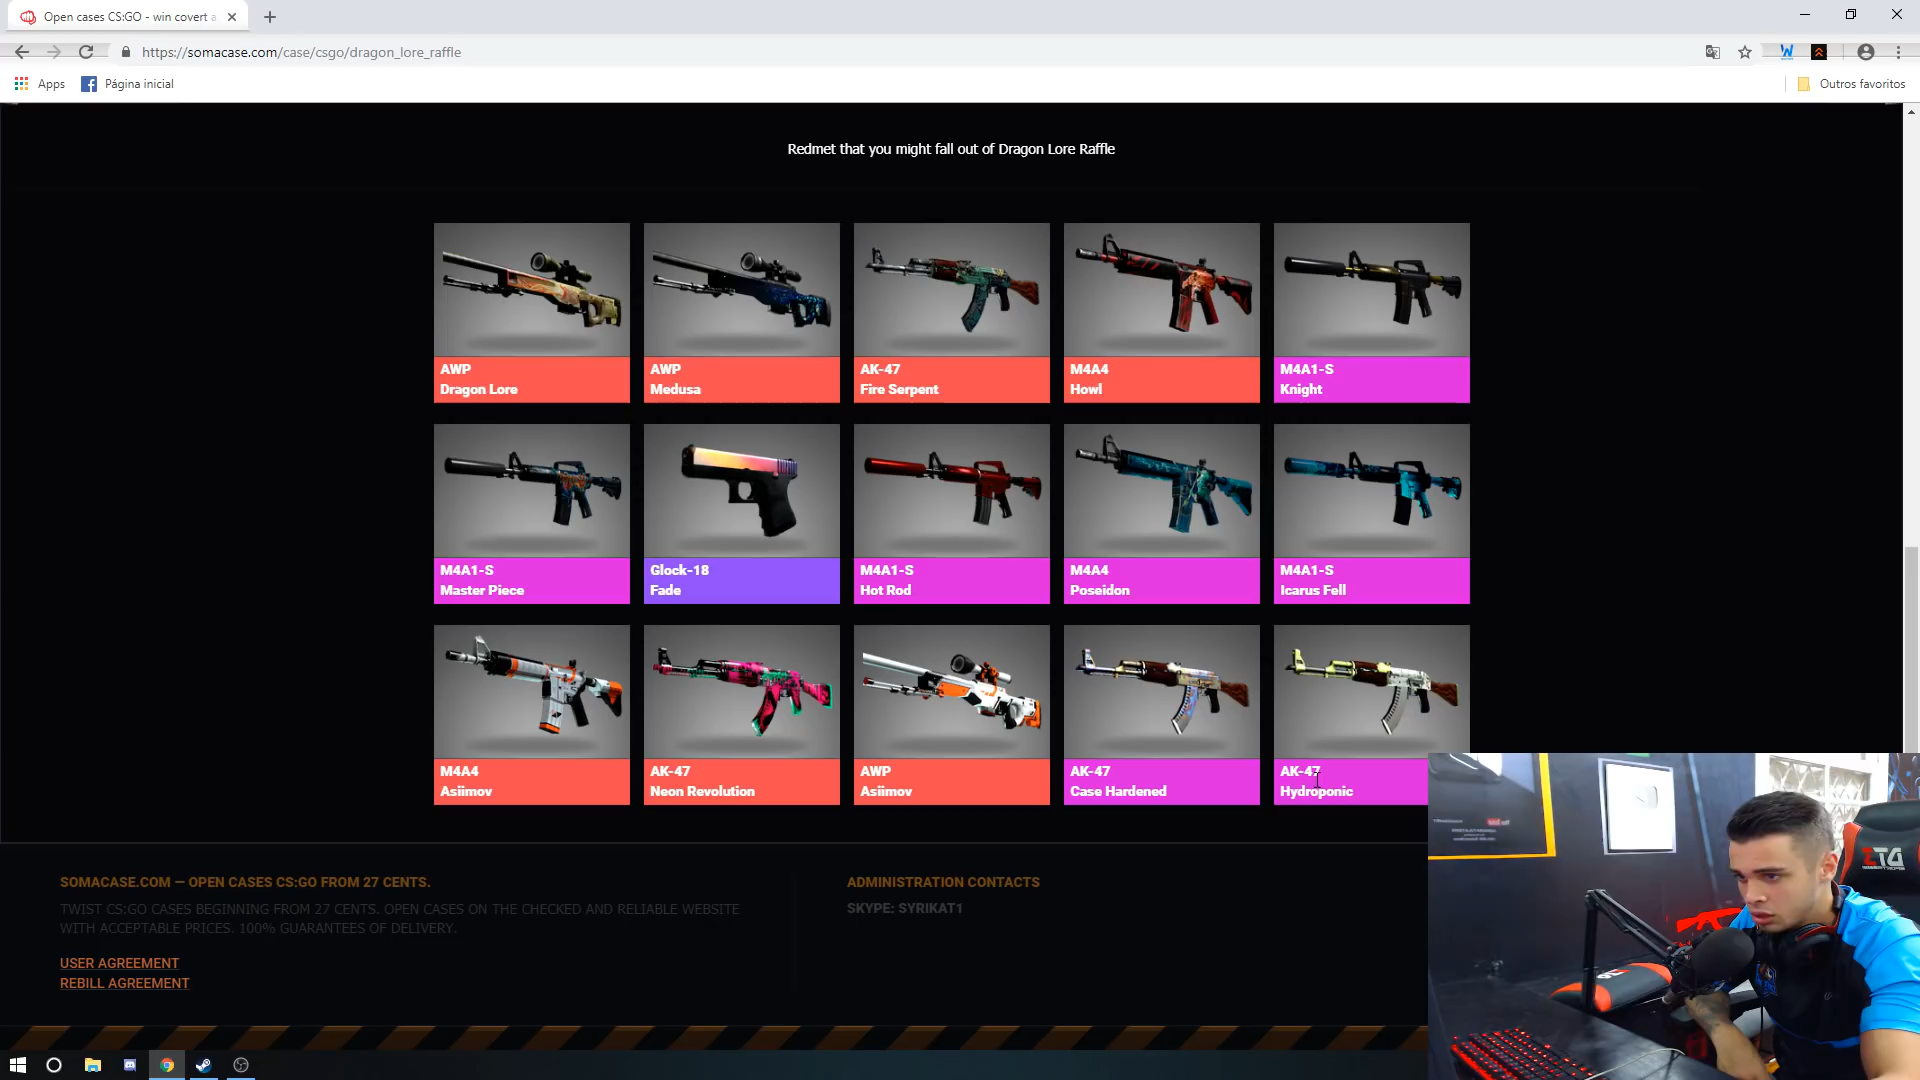 Open cases CS:GO - win covert a
https://somacase.com/case/csgo/dragon_lore_raffle
Apps
Página inicial
Outros favoritos
Redmet that you might fall out of Dragon Lore Raffle
AWP
Dragon Lore
AWP
Medusa
AK-47
Fire Serpent
M4A4
Howl
M4A1-S
Knight
M4A1-S
Master Piece
Glock-18
Fade
M4A1-S
Hot Rod
M4A4
Poseidon
M4A1-S
Icarus Fell
M4A4
Asiimov
AK-47
Neon Revolution
AWP
Asiimov
AK-47
Case Hardened
AK-47
Hydroponic
SOMACASE.COM — OPEN CASES CS:GO FROM 27 CENTS.
TWIST CS:GO CASES BEGINNING FROM 27 CENTS. OPEN CASES ON THE CHECKED AND RELIABLE WEBSITE
WITH ACCEPTABLE PRICES. 100% GUARANTEES OF DELIVERY.
USER AGREEMENT
REBILL AGREEMENT
ADMINISTRATION CONTACTS
SKYPE: SYRIKAT1